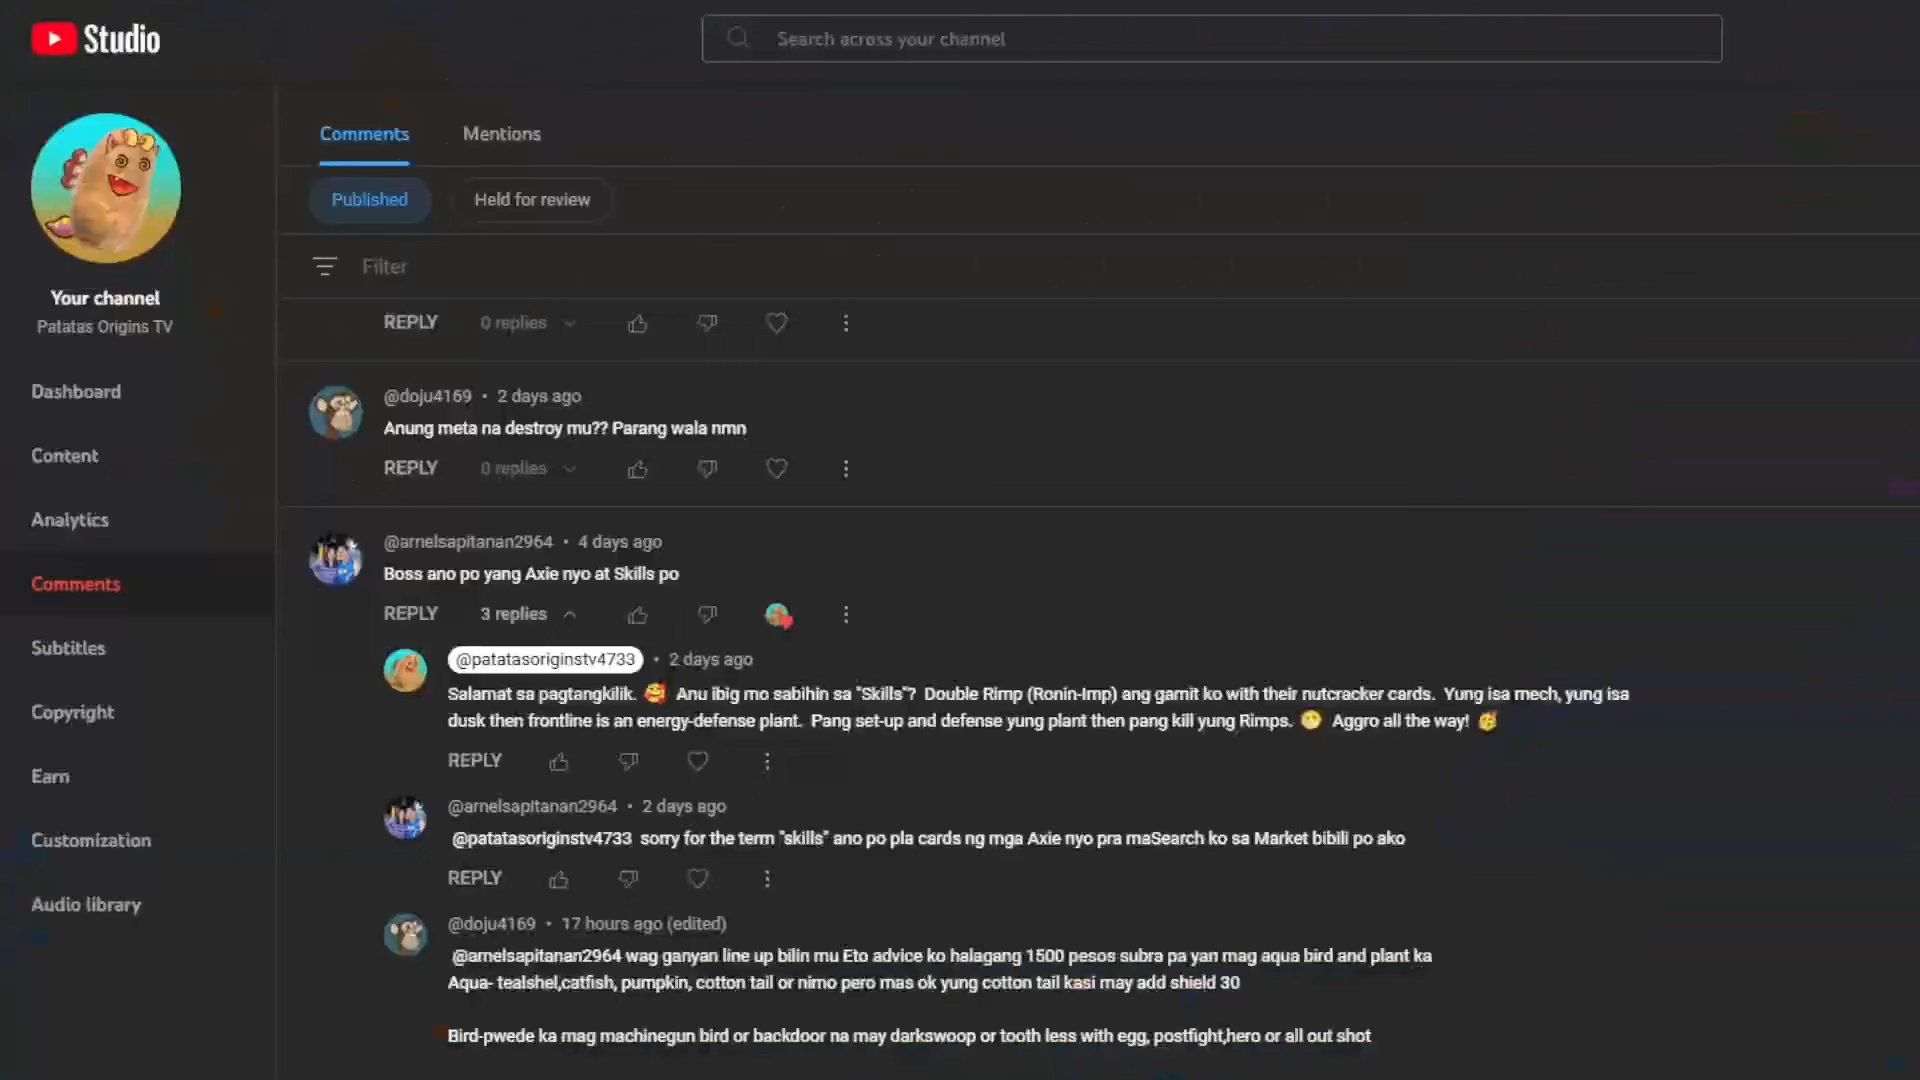 Studio
Search across your channel
Your channel
Patatas Origins TV
Dashboard
Content
Analytics
Comments
Subtitles
Copyright
Earn
Customization
Audio library
Comments Mentions
Published Held for review
Filter
REPLY 0 replies
@doju4169 • 2 days ago
Anung meta na destroy mu?? Parang wala nmn
REPLY 0 replies
@arnelsapitanan2964 • 4 days ago
Boss ano po yang Axie nyo at Skills po
REPLY 3 replies
@patatasoriginstv4733 • 2 days ago
Salamat sa pagtangkilik. 🥰 Anu ibig mo sabihin sa "Skills"? Double Rimp (Ronin-Imp) ang gamit ko with their nutcracker cards. Yung isa mech, yung isa
dusk then frontline is an energy-defense plant. Pang set-up and defense yung plant then pang kill yung Rimps. 😁 Aggro all the way! 🥳
REPLY
@arnelsapitanan2964 • 2 days ago
@patatasoriginstv4733 sorry for the term "skills" ano po pla cards ng mga Axie nyo pra maSearch ko sa Market bibili po ako
REPLY
@doju4169 • 17 hours ago (edited)
@arnelsapitanan2964 wag ganyan line up bilin mu Eto advice ko halagang 1500 pesos subra pa yan mag aqua bird and plant ka
Aqua- tealshel,catfish, pumpkin, cotton tail or nimo pero mas ok yung cotton tail kasi may add shield 30
Bird-pwede ka mag machinegun bird or backdoor na may darkswoop or tooth less with egg, postfight,hero or all out shot